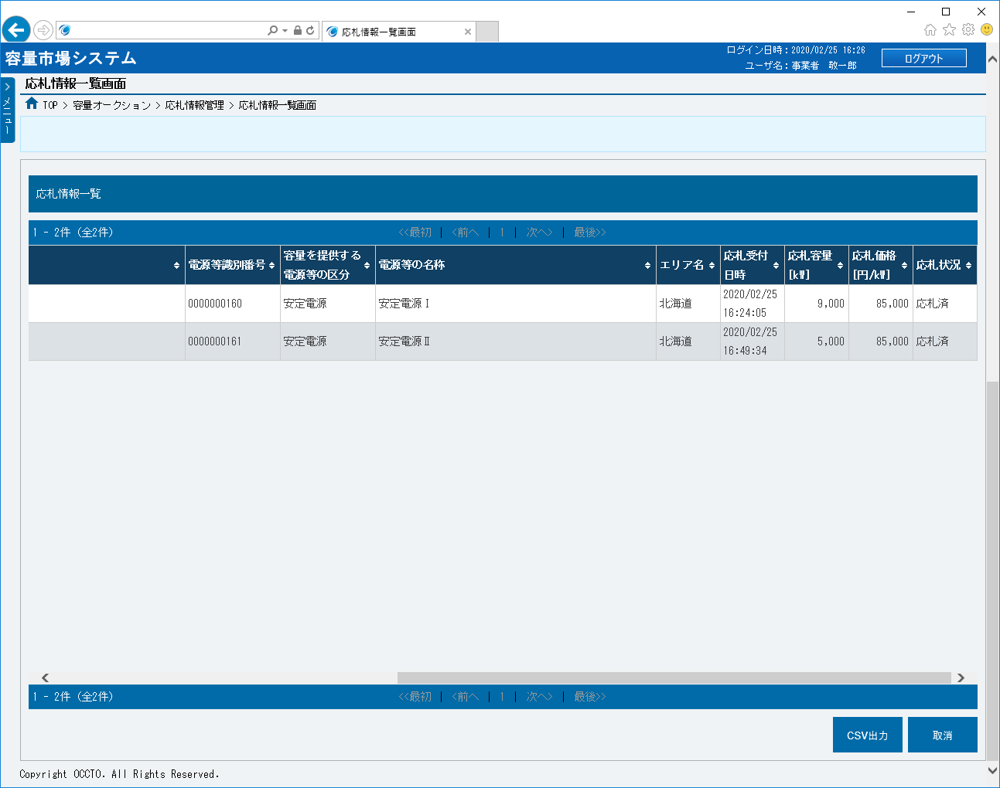 応札情報一覧画面
容量市場システム
ログイン日時：2020/02/25 16:26
ユーザ名：事業者　敬一郎
ログアウト
メニュー
応札情報一覧画面
TOP > 容量オークション > 応札情報管理 > 応札情報一覧画面
応札情報一覧
1 - 2件 (全2件) <<最初 | <前へ | 1 | 次へ> | 最後>>
電源等識別番号 容量を提供する電源等の区分 電源等の名称 エリア名 応札受付日時 応札容量[kW] 応札価格[円/kW] 応札状況
0000000160 安定電源 安定電源Ⅰ 北海道 2020/02/25 16:24:05 9,000 85,000 応札済
0000000161 安定電源 安定電源Ⅱ 北海道 2020/02/25 16:49:34 5,000 85,000 応札済
1 - 2件 (全2件) <<最初 | <前へ | 1 | 次へ> | 最後>>
CSV出力 取消
Copyright OCCTO. All Rights Reserved.